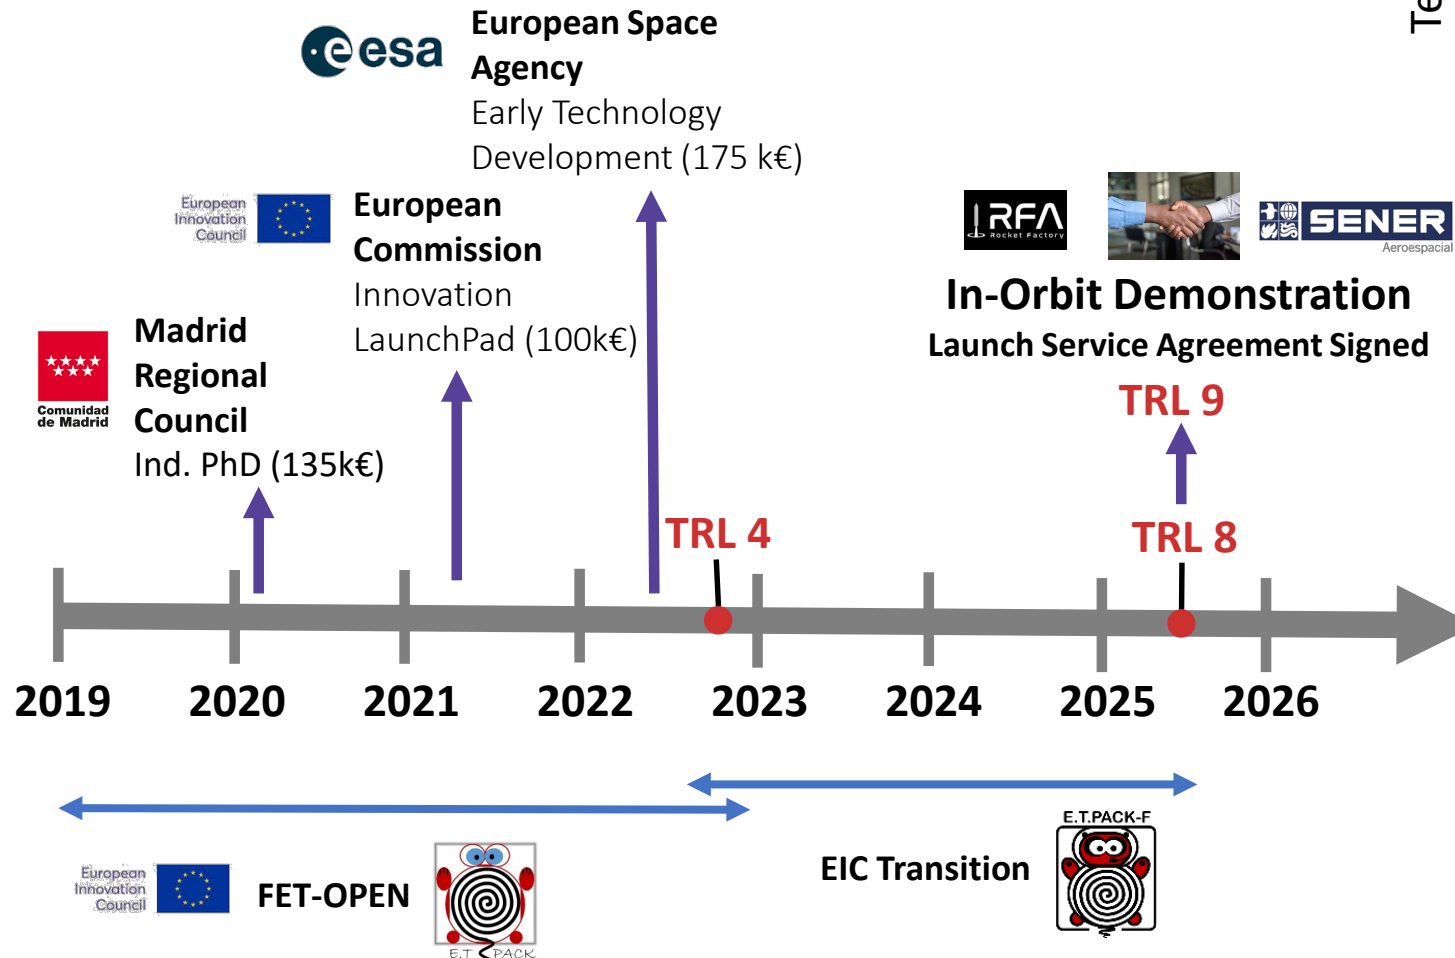 Te
esa
European Space
Agency
Early Technology
Development (175 k€)
European
Innovation
Council
European
Commission
Innovation
LaunchPad (100k€)
RFA
Rocket Factory
SENER
Aeroespacial
In-Orbit Demonstration
Launch Service Agreement Signed
Comunidad
de Madrid
Madrid
Regional
Council
Ind. PhD (135k€)
TRL 9
TRL 4
TRL 8
2019 2020 2021 2022 2023 2024 2025 2026
European
Innovation
Council
FET-OPEN
E.T PACK
EIC Transition
E.T.PACK-F